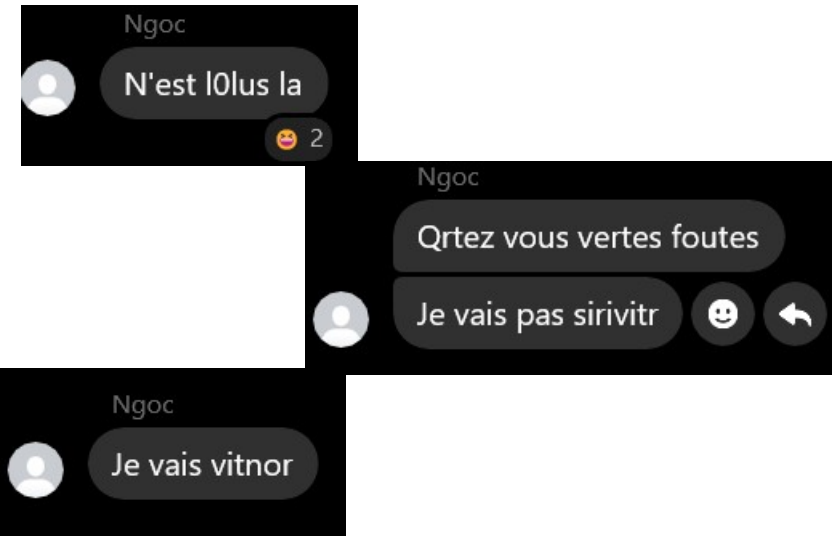 Ngoc
N'est l0lus la
😆 2
Ngoc
Qrtez vous vertes foutes
Je vais pas sirivitr
Ngoc
Je vais vitnor